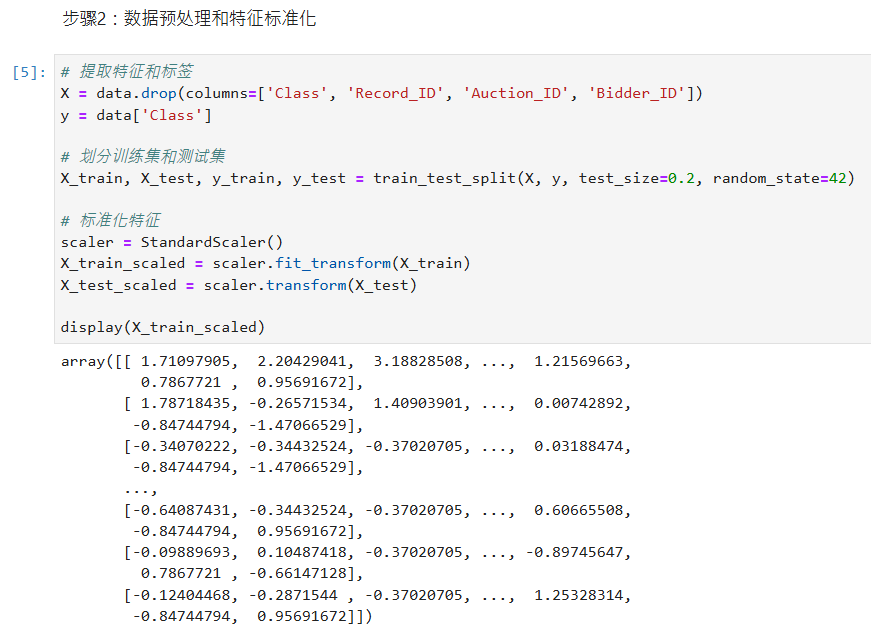 步骤2：数据预处理和特征标准化
[5]: # 提取特征和标签
X = data.drop(columns=['Class', 'Record_ID', 'Auction_ID', 'Bidder_ID'])
y = data['Class']
# 划分训练集和测试集
X_train, X_test, y_train, y_test = train_test_split(X, y, test_size=0.2, random_state=42)
# 标准化特征
scaler = StandardScaler()
X_train_scaled = scaler.fit_transform(X_train)
X_test_scaled = scaler.transform(X_test)
display(X_train_scaled)
array([[ 1.71097905,  2.20429041,  3.18828508, ...,  1.21569663,
0.7867721 ,  0.95691672],
[ 1.78718435, -0.26571534,  1.40903901, ...,  0.00742892,
-0.84744794, -1.47066529],
[-0.34070222, -0.34432524, -0.37020705, ...,  0.03188474,
-0.84744794, -1.47066529],
...,
[-0.64087431, -0.34432524, -0.37020705, ...,  0.60665508,
-0.84744794,  0.95691672],
[-0.09889693,  0.10487418, -0.37020705, ..., -0.89745647,
0.7867721 , -0.66147128],
[-0.12404468, -0.2871544 , -0.37020705, ...,  1.25328314,
-0.84744794,  0.95691672]])